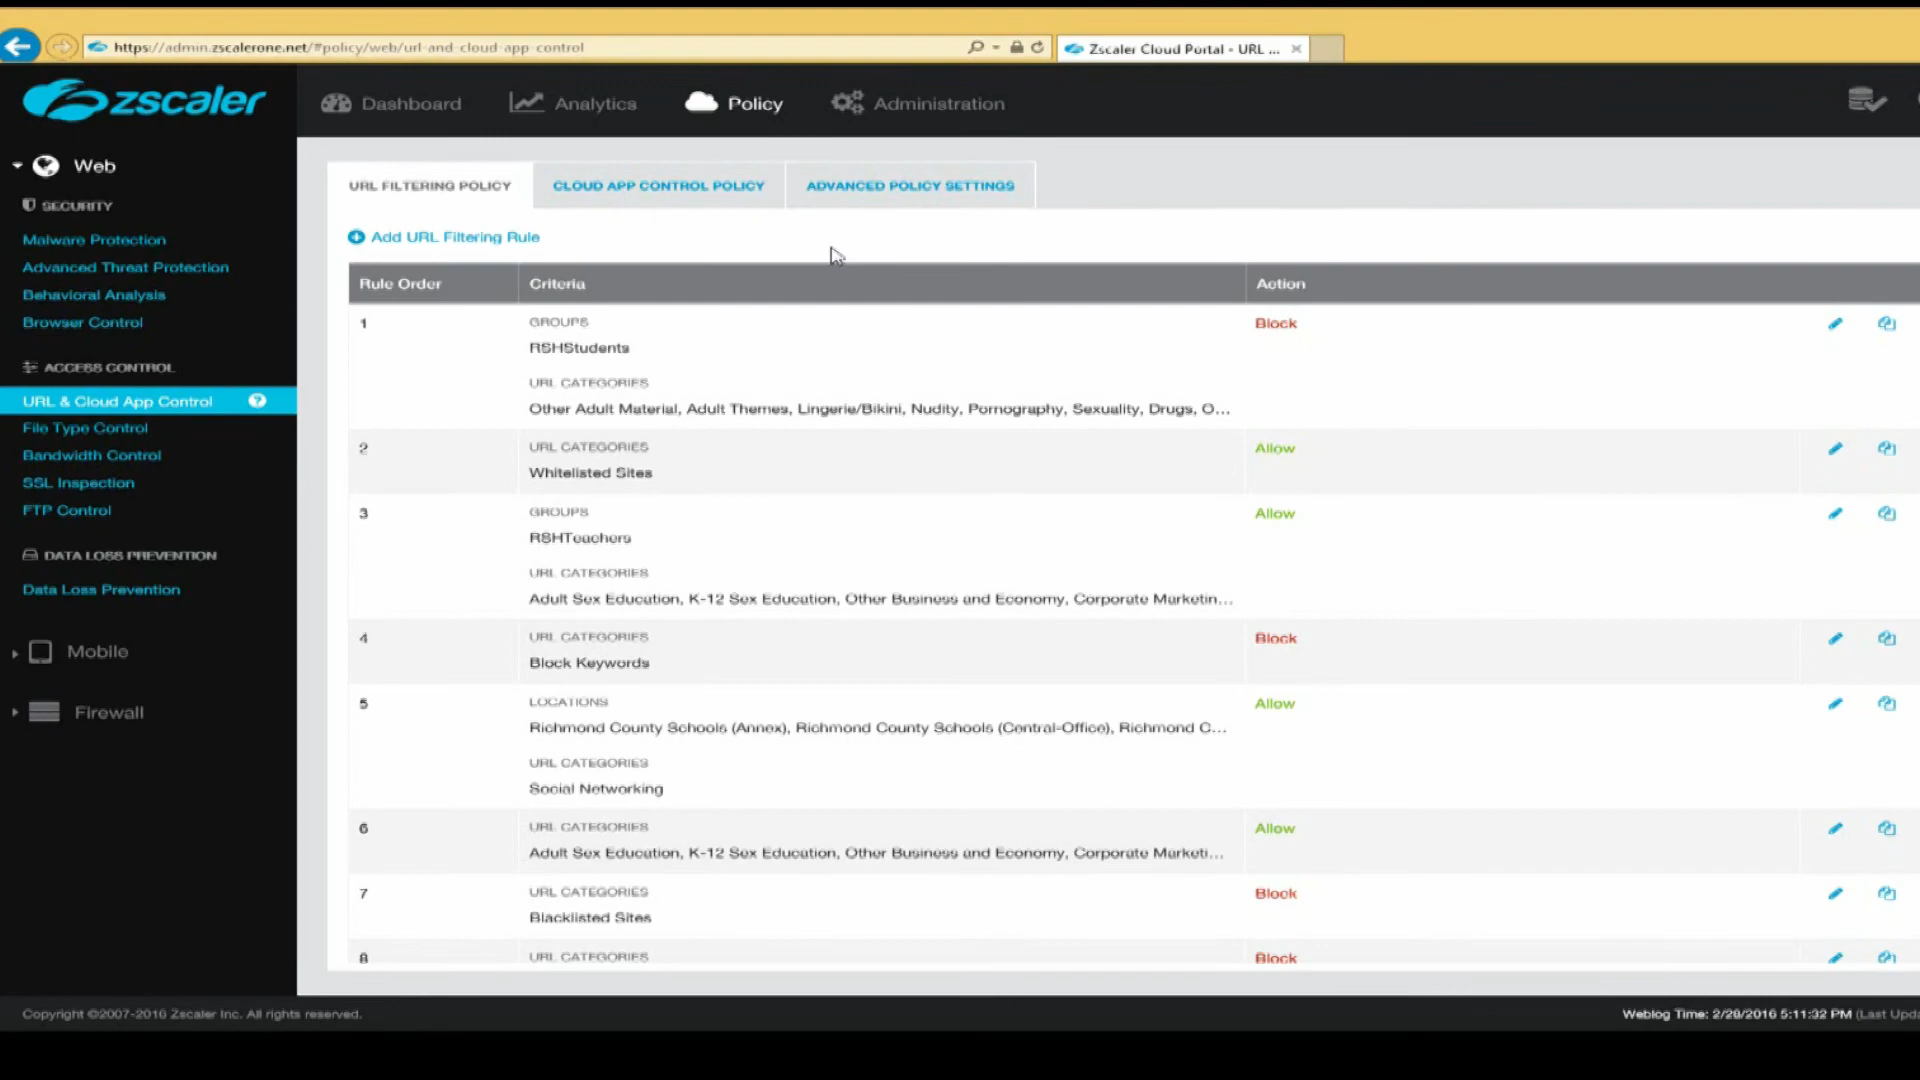 https://admin.zscalerone.net/#policy/web/url-and-cloud-app-control
Zscaler Cloud Portal - URL ...
zscaler
Dashboard
Analytics
Policy
Administration
Web
SECURITY
Malware Protection
Advanced Threat Protection
Behavioral Analysis
Browser Control
ACCESS CONTROL
URL & Cloud App Control
File Type Control
Bandwidth Control
SSL Inspection
FTP Control
DATA LOSS PREVENTION
Data Loss Prevention
Mobile
Firewall
URL FILTERING POLICY
CLOUD APP CONTROL POLICY
ADVANCED POLICY SETTINGS
Add URL Filtering Rule
Rule Order Criteria Action
1 GROUPS Block
RSHStudents
URL CATEGORIES
Other Adult Material, Adult Themes, Lingerie/Bikini, Nudity, Pornography, Sexuality, Drugs, O...
2 URL CATEGORIES Allow
Whitelisted Sites
3 GROUPS Allow
RSHTeachers
URL CATEGORIES
Adult Sex Education, K-12 Sex Education, Other Business and Economy, Corporate Marketin...
4 URL CATEGORIES Block
Block Keywords
5 LOCATIONS Allow
Richmond County Schools (Annex), Richmond County Schools (Central-Office), Richmond C...
URL CATEGORIES
Social Networking
6 URL CATEGORIES Allow
Adult Sex Education, K-12 Sex Education, Other Business and Economy, Corporate Marketi...
7 URL CATEGORIES Block
Blacklisted Sites
8 URL CATEGORIES Block
Copyright ©2007-2016 Zscaler Inc. All rights reserved.
Weblog Time: 2/28/2016 5:11:32 PM (Last Upda